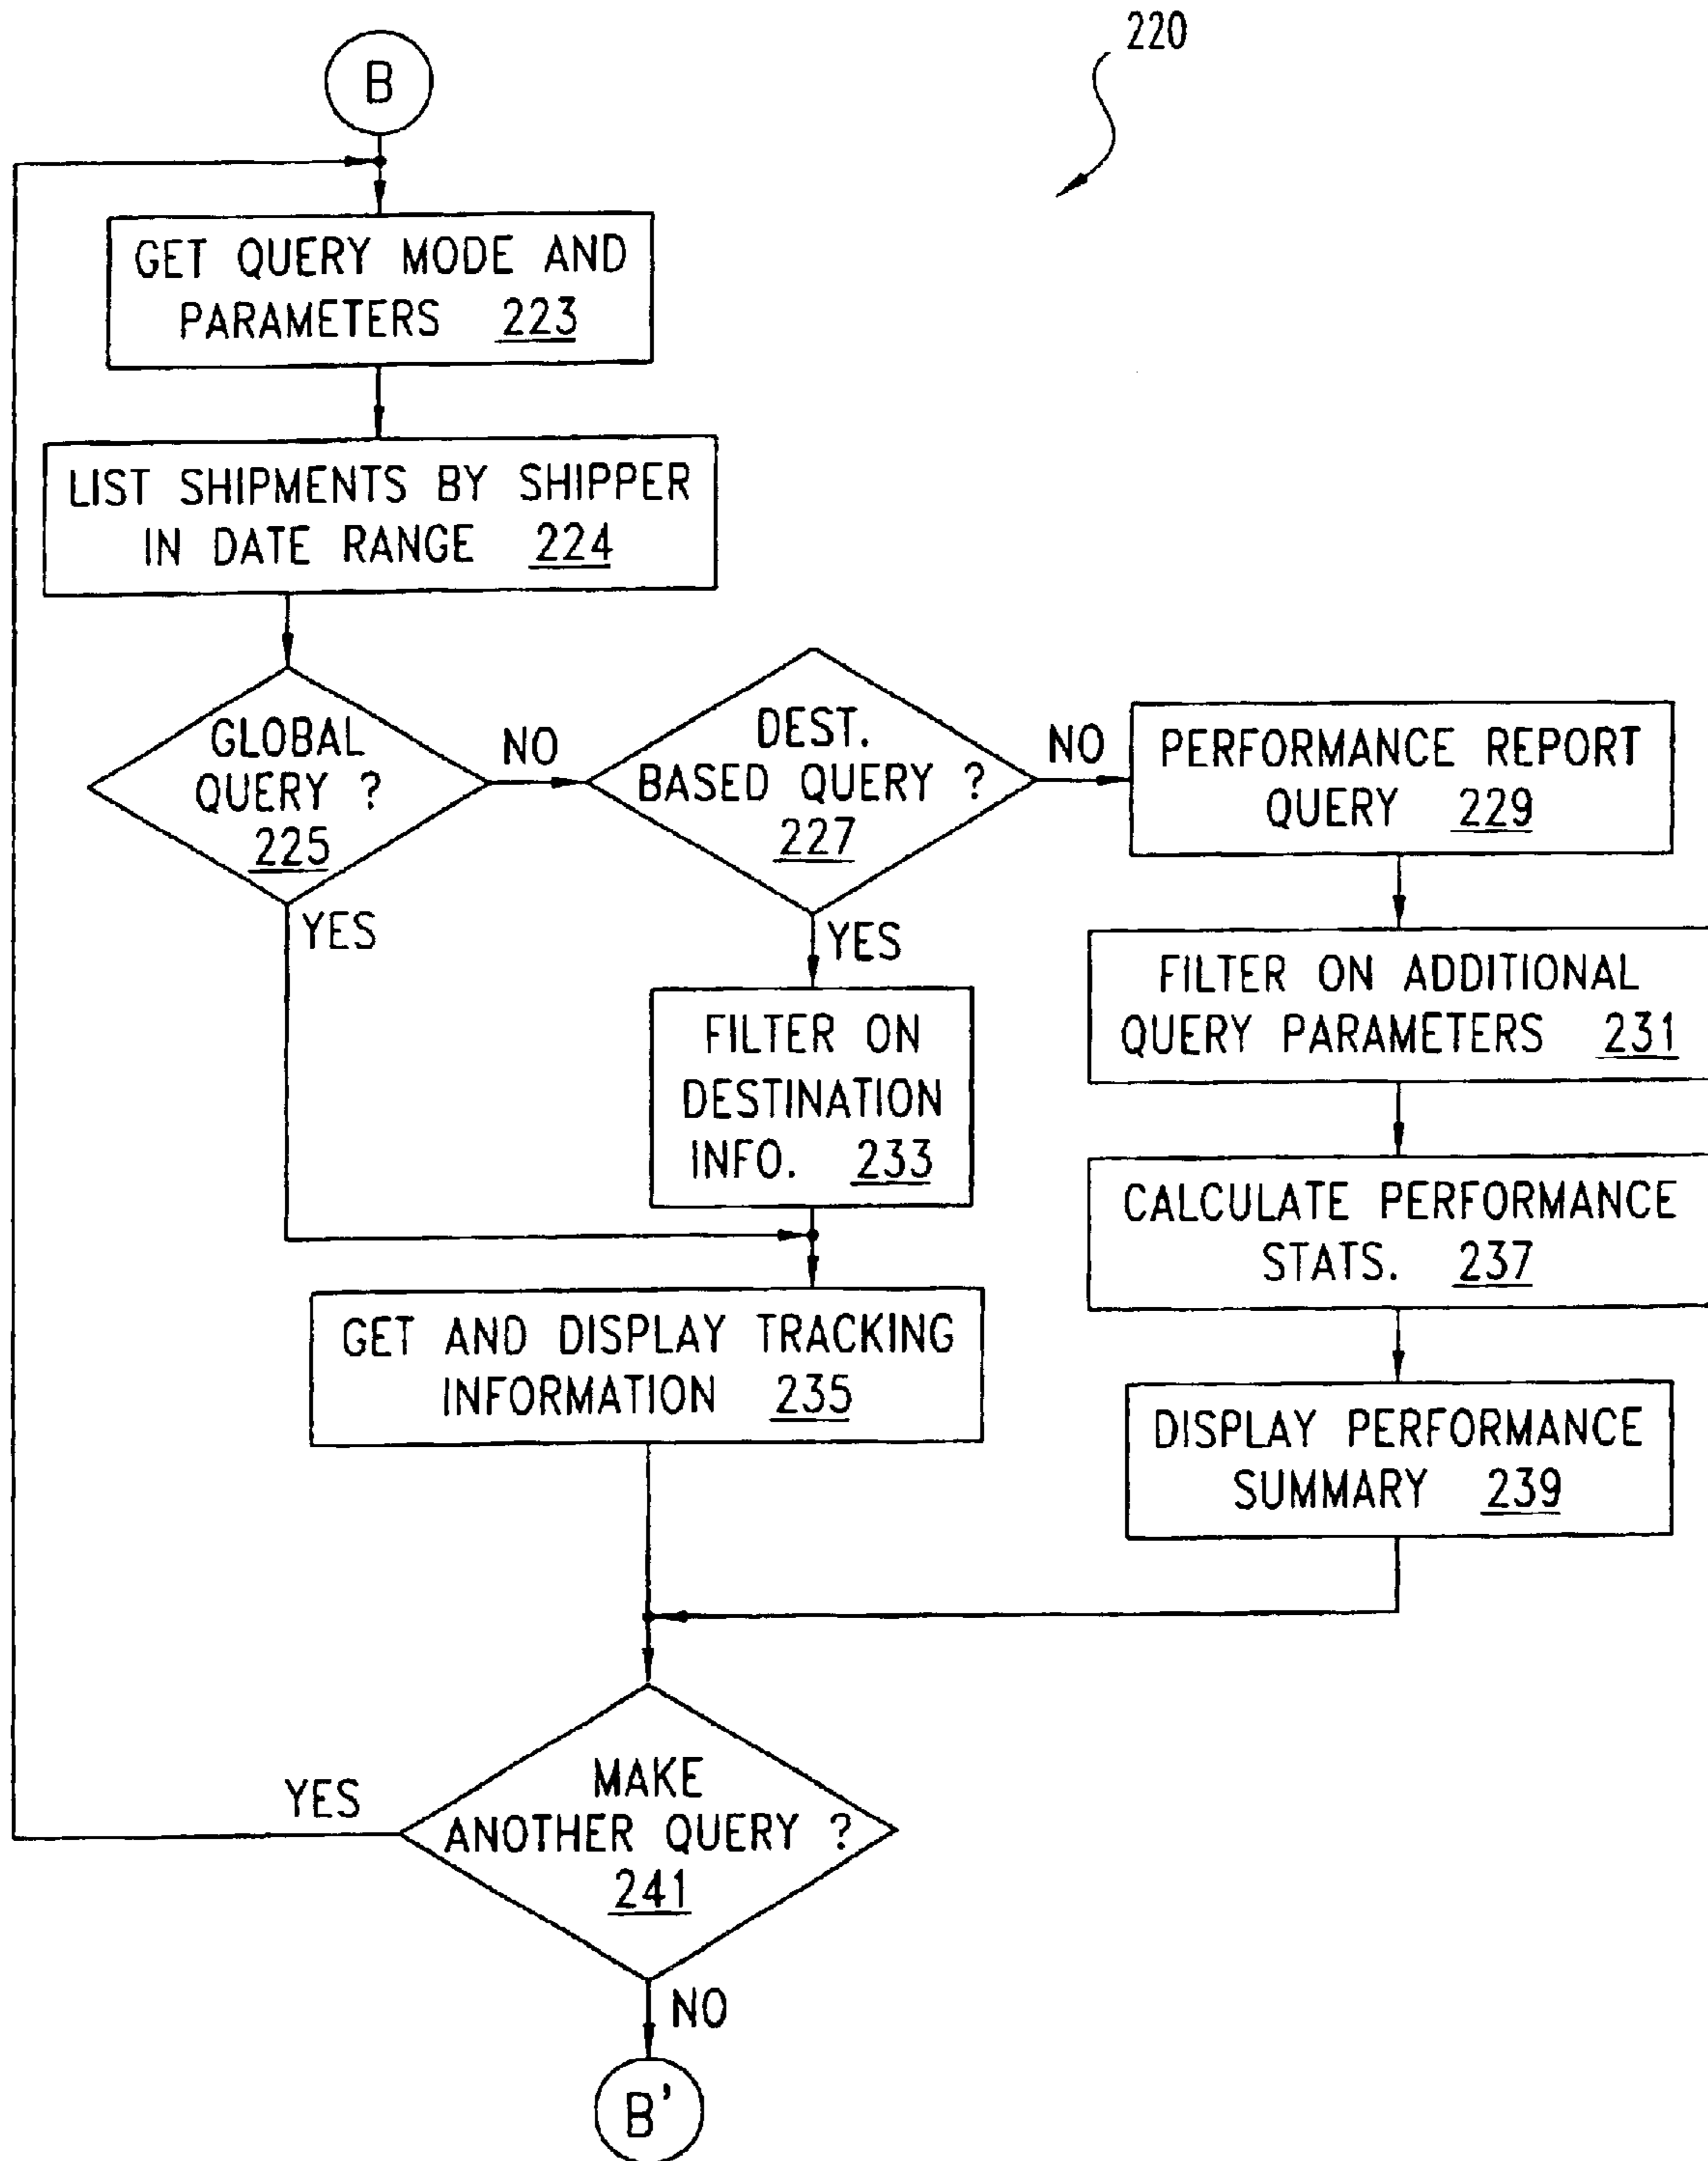 220
B
GET QUERY MODE AND
PARAMETERS 223
LIST SHIPMENTS BY SHIPPER
IN DATE RANGE 224
GLOBAL
QUERY ?
225
NO
YES
DEST.
BASED QUERY ?
227
NO
YES
PERFORMANCE REPORT
QUERY 229
FILTER ON ADDITIONAL
QUERY PARAMETERS 231
FILTER ON
DESTINATION
INFO. 233
CALCULATE PERFORMANCE
STATS. 237
GET AND DISPLAY TRACKING
INFORMATION 235
DISPLAY PERFORMANCE
SUMMARY 239
MAKE
ANOTHER QUERY ?
241
YES
NO
B'